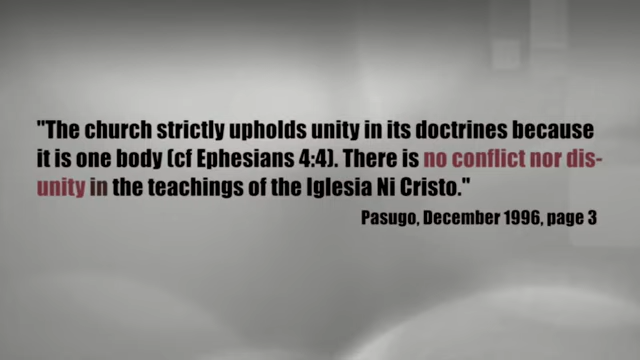 "The church strictly upholds unity in its doctrines because
it is one body (cf Ephesians 4:4). There is no conflict nor dis-
unity in the teachings of the Iglesia Ni Cristo."
Pasugo, December 1996, page 3